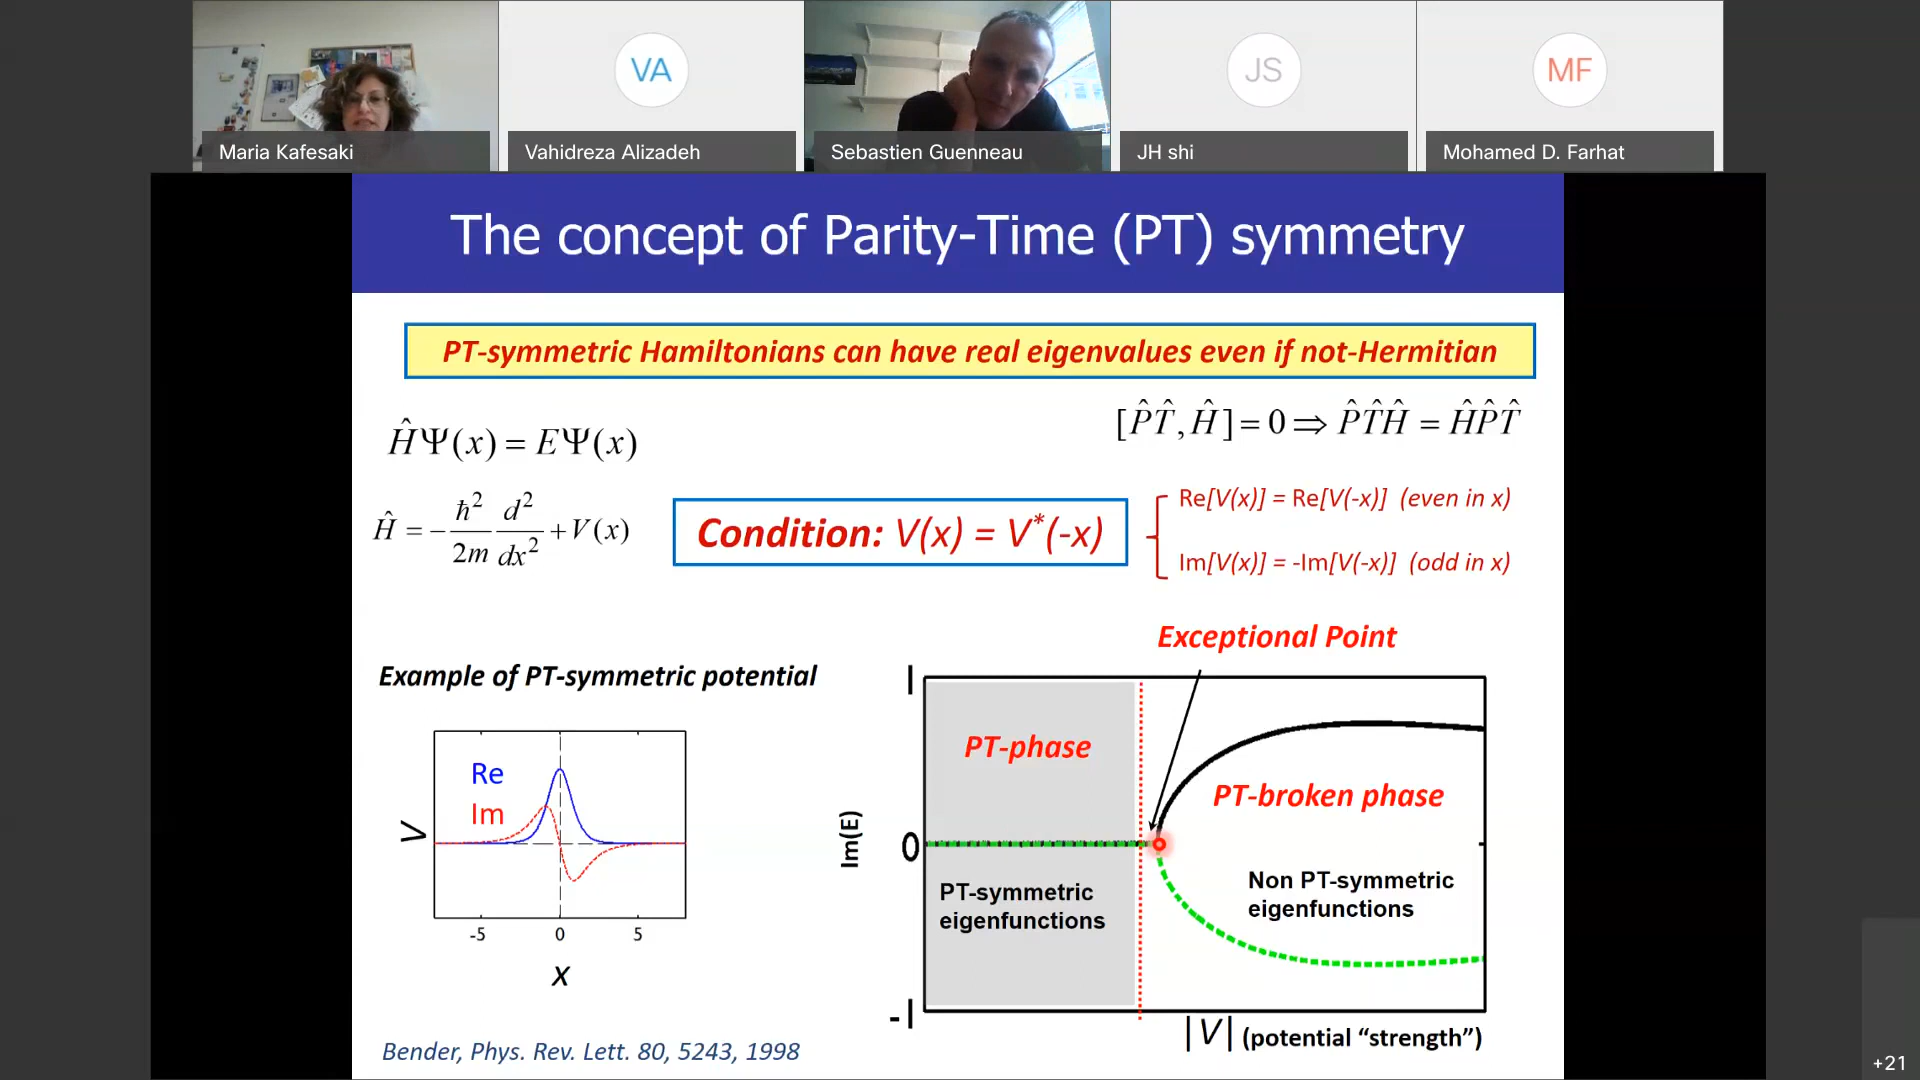 VA
JS
MF
Maria Kafesaki
Vahidreza Alizadeh
Sebastien Guenneau
JH shi
Mohamed D. Farhat
The concept of Parity-Time (PT) symmetry
PT-symmetric Hamiltonians can have real eigenvalues even if not-Hermitian
ĤΨ(x) = EΨ(x)
[P̂T̂, Ĥ] = 0 ⇒ P̂T̂Ĥ = ĤP̂T̂
Ĥ = -ħ²/2m d²/dx² + V(x)
Condition: V(x) = V*(-x)
Re[V(x)] = Re[V(-x)] (even in x)
Im[V(x)] = -Im[V(-x)] (odd in x)
Exceptional Point
Example of PT-symmetric potential
Re
Im
V
-5 0 5
x
1
0
-1
Im(E)
PT-phase
PT-broken phase
PT-symmetric
eigenfunctions
Non PT-symmetric
eigenfunctions
|V| (potential “strength”)
Bender, Phys. Rev. Lett. 80, 5243, 1998
+21